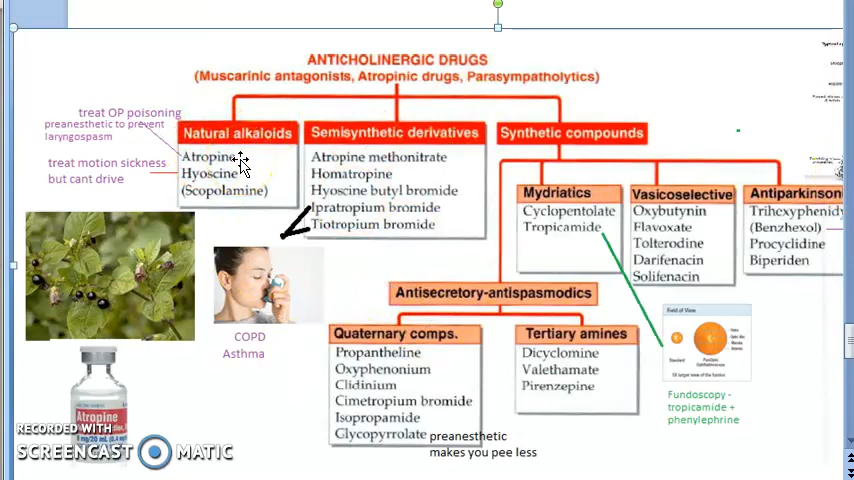 ANTICHOLINERGIC DRUGS
(Muscarinic antagonists, Atropinic drugs, Parasympatholytics)
treat OP poisoning
preanesthetic to prevent
laryngospasm
treat motion sickness
but cant drive
Natural alkaloids
Atropine
Hyoscine
(Scopolamine)
Semisynthetic derivatives
Atropine methonitrate
Homatropine
Hyoscine butyl bromide
Ipratropium bromide
Tiotropium bromide
Synthetic compounds
Mydriatics
Cyclopentolate
Tropicamide
Vasicoselective
Oxybutynin
Flavoxate
Tolterodine
Darifenacin
Solifenacin
Antiparkinsoni
Trihexyphenidy
(Benzhexol)
Procyclidine
Biperiden
COPD
Asthma
Antisecretory-antispasmodics
Quaternary comps.
Propantheline
Oxyphenonium
Clidinium
Cimetropium bromide
Isopropamide
Glycopyrrolate
preanesthetic
makes you pee less
Tertiary amines
Dicyclomine
Valethamate
Pirenzepine
Field of View
Fundoscopy -
tropicamide +
phenylephrine
Atropine
RECORDED WITH
SCREENCAST MATIC